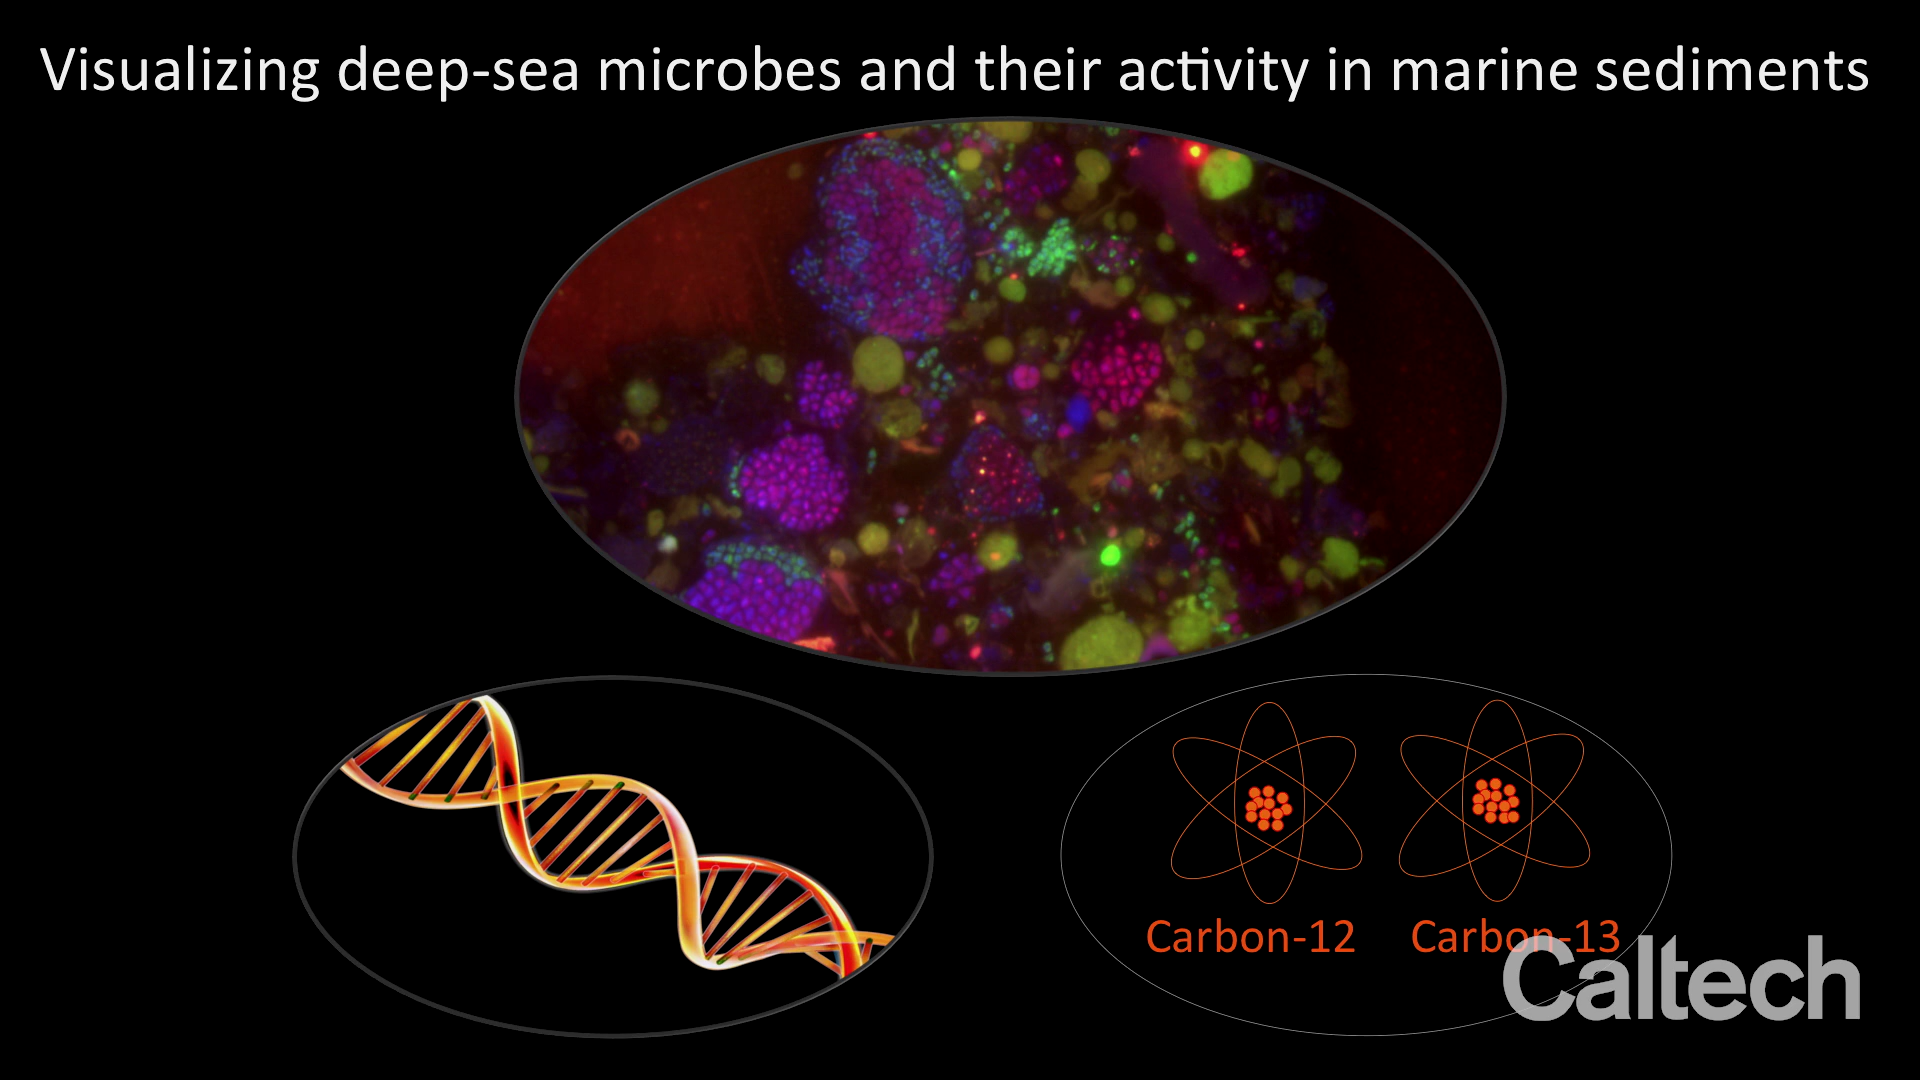 Visualizing deep-sea microbes and their activity in marine sediments
Carbon-12 Carbon-13
Caltech